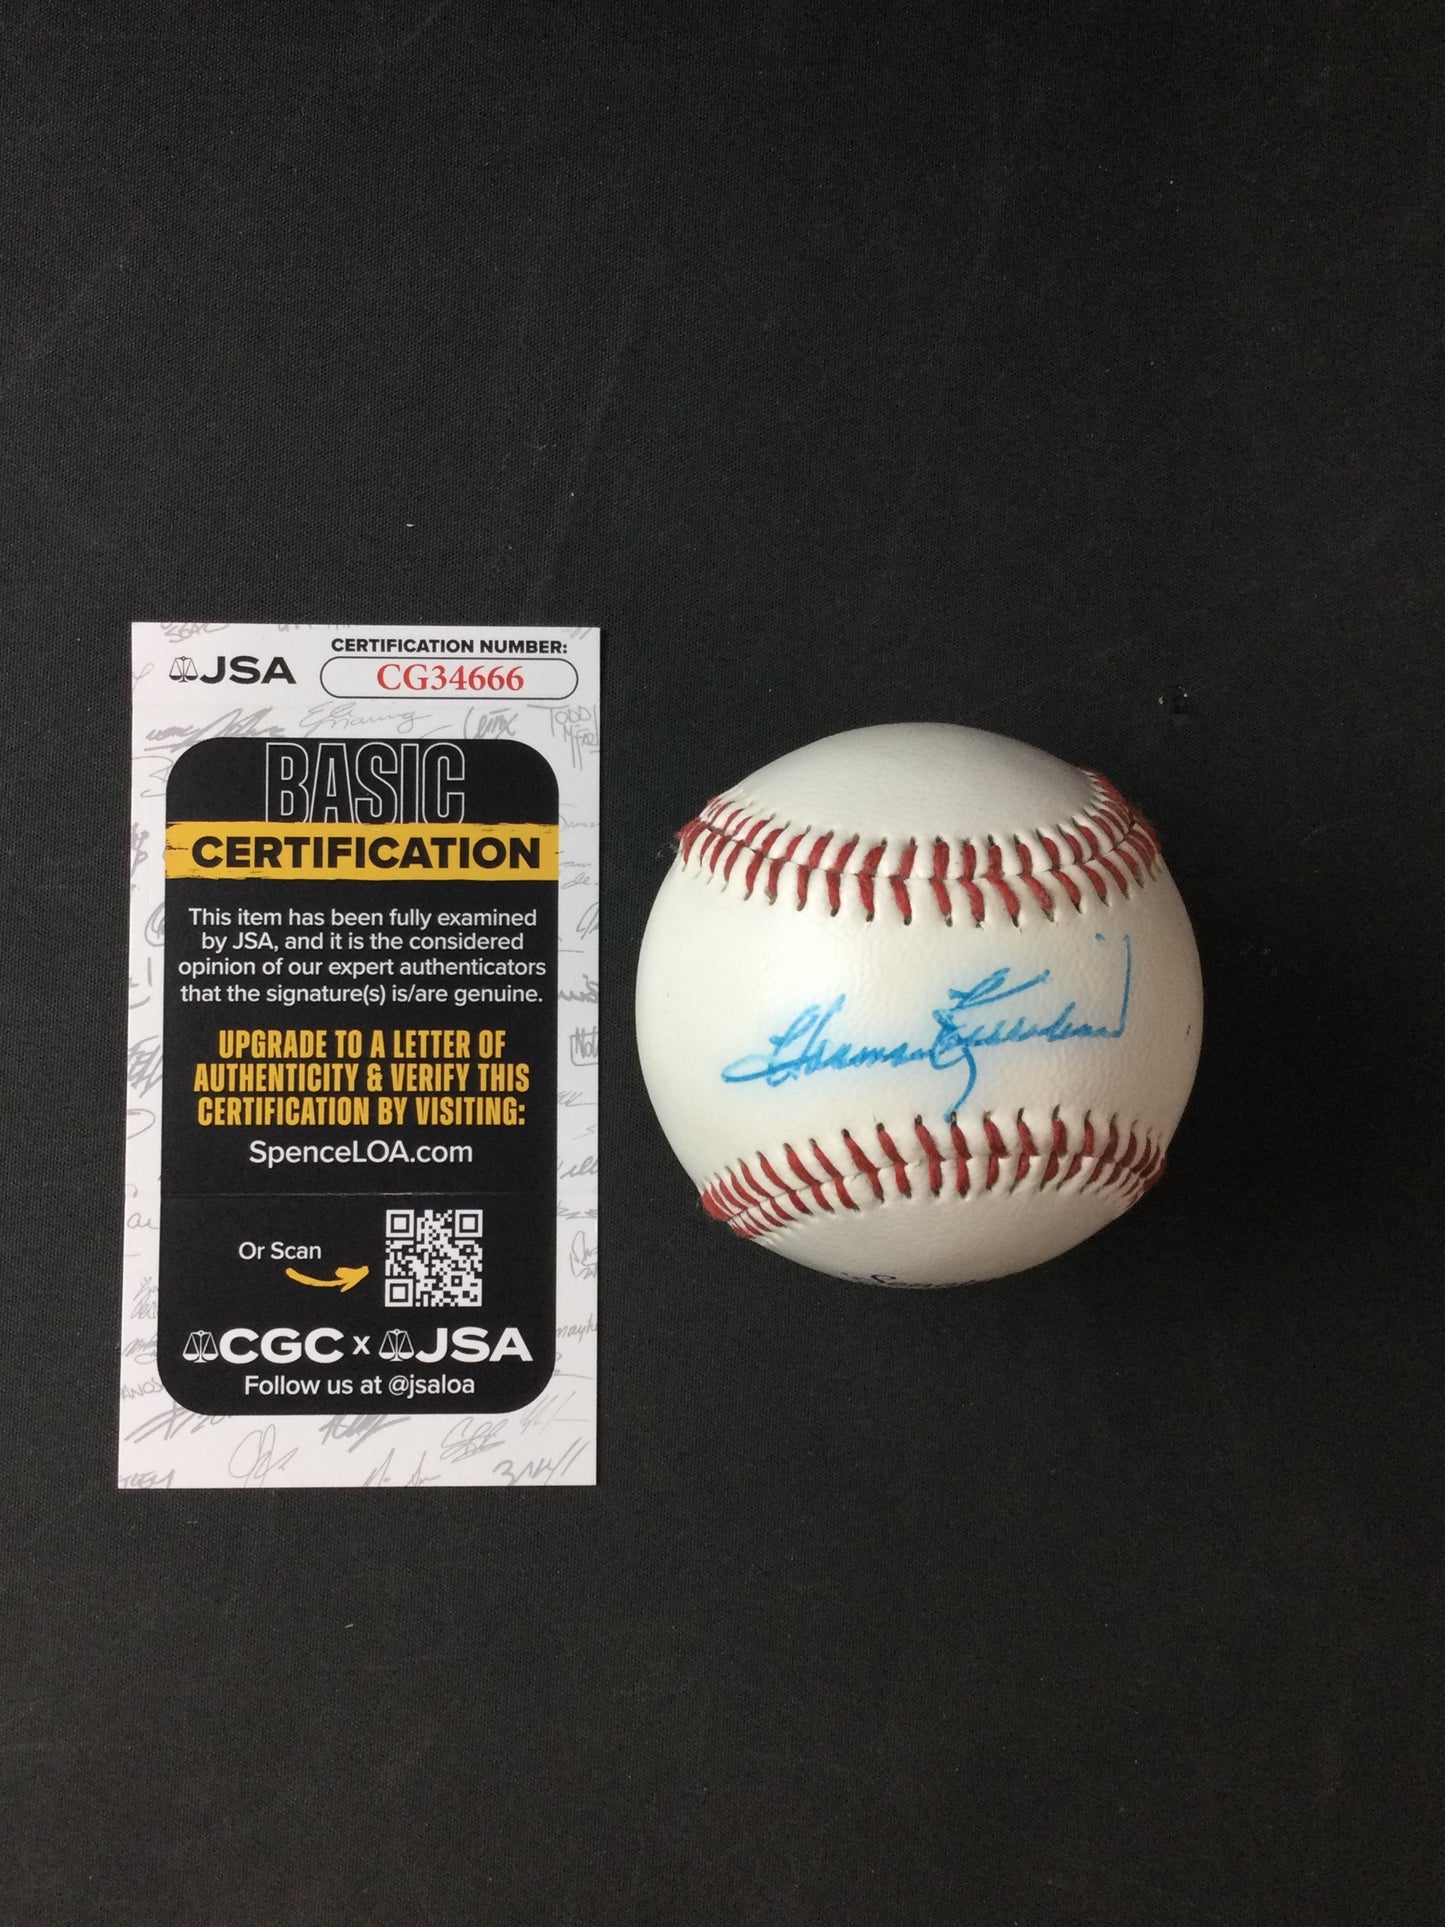 JSA
CERTIFICATION NUMBER:
CG34666
BASIC
CERTIFICATION
This item has been fully examined
by JSA, and it is the considered
opinion of our expert authenticators
that the signature(s) is/are genuine.
UPGRADE TO A LETTER OF
AUTHENTICITY & VERIFY THIS
CERTIFICATION BY VISITING:
SpenceLOA.com
Or Scan
CGC x JSA
Follow us at @jsaloa
Harmon Killebrew